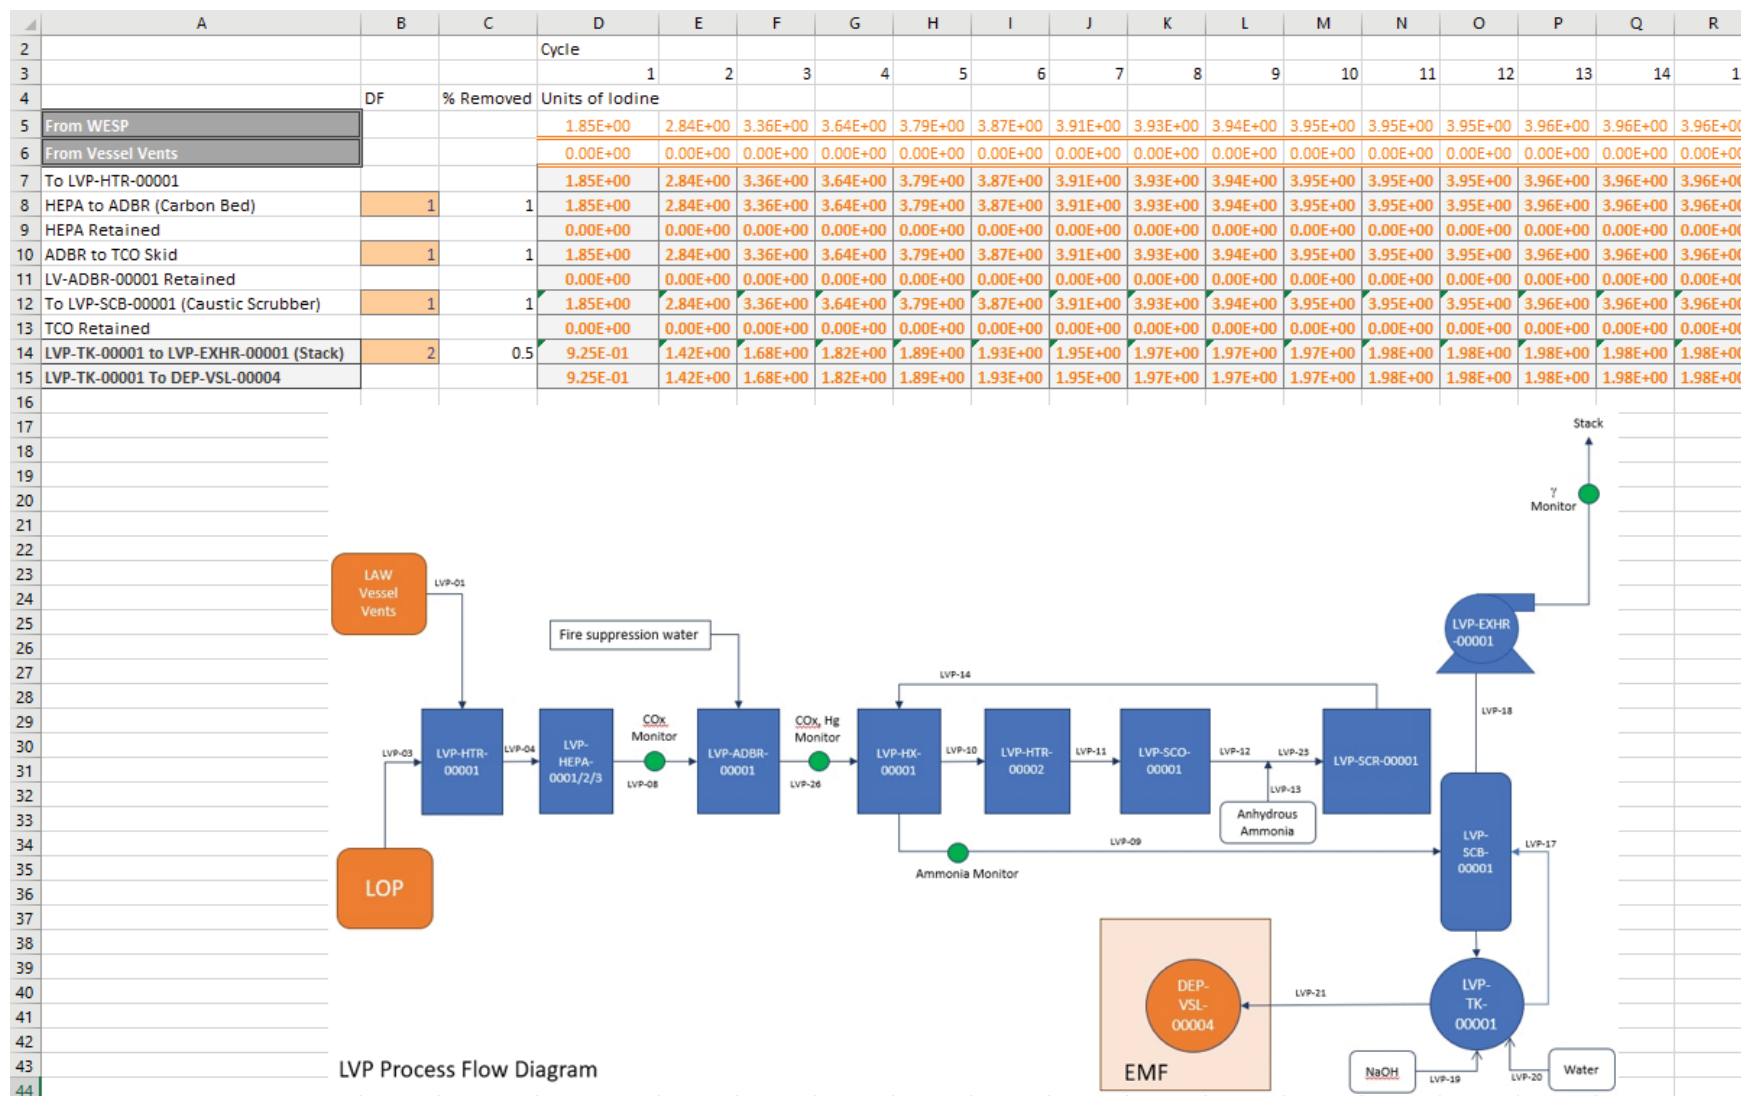 A B C D E F G H I J K L M N O P Q R
2 Cycle
3 1 2 3 4 5 6 7 8 9 10 11 12 13 14
4 DF % Removed Units of Iodine
5 From WESP 1.85E+00 2.84E+00 3.36E+00 3.64E+00 3.79E+00 3.87E+00 3.91E+00 3.93E+00 3.94E+00 3.95E+00 3.95E+00 3.95E+00 3.96E+00 3.96E+00 3.96E+00
6 From Vessel Vents 0.00E+00 0.00E+00 0.00E+00 0.00E+00 0.00E+00 0.00E+00 0.00E+00 0.00E+00 0.00E+00 0.00E+00 0.00E+00 0.00E+00 0.00E+00 0.00E+00 0.00E+00
7 To LVP-HTR-00001 1.85E+00 2.84E+00 3.36E+00 3.64E+00 3.79E+00 3.87E+00 3.91E+00 3.93E+00 3.94E+00 3.95E+00 3.95E+00 3.95E+00 3.96E+00 3.96E+00 3.96E+00
8 HEPA to ADBR (Carbon Bed) 1 1 1.85E+00 2.84E+00 3.36E+00 3.64E+00 3.79E+00 3.87E+00 3.91E+00 3.93E+00 3.94E+00 3.95E+00 3.95E+00 3.95E+00 3.96E+00 3.96E+00 3.96E+00
9 HEPA Retained 0.00E+00 0.00E+00 0.00E+00 0.00E+00 0.00E+00 0.00E+00 0.00E+00 0.00E+00 0.00E+00 0.00E+00 0.00E+00 0.00E+00 0.00E+00 0.00E+00 0.00E+00
10 ADBR to TCO Skid 1 1 1.85E+00 2.84E+00 3.36E+00 3.64E+00 3.79E+00 3.87E+00 3.91E+00 3.93E+00 3.94E+00 3.95E+00 3.95E+00 3.95E+00 3.96E+00 3.96E+00 3.96E+00
11 LV-ADBR-00001 Retained 0.00E+00 0.00E+00 0.00E+00 0.00E+00 0.00E+00 0.00E+00 0.00E+00 0.00E+00 0.00E+00 0.00E+00 0.00E+00 0.00E+00 0.00E+00 0.00E+00 0.00E+00
12 To LVP-SCB-00001 (Caustic Scrubber) 1 1 1.85E+00 2.84E+00 3.36E+00 3.64E+00 3.79E+00 3.87E+00 3.91E+00 3.93E+00 3.94E+00 3.95E+00 3.95E+00 3.95E+00 3.96E+00 3.96E+00 3.96E+00
13 TCO Retained 0.00E+00 0.00E+00 0.00E+00 0.00E+00 0.00E+00 0.00E+00 0.00E+00 0.00E+00 0.00E+00 0.00E+00 0.00E+00 0.00E+00 0.00E+00 0.00E+00 0.00E+00
14 LVP-TK-00001 to LVP-EXHR-00001 (Stack) 2 0.5 9.25E-01 1.42E+00 1.68E+00 1.82E+00 1.89E+00 1.93E+00 1.95E+00 1.97E+00 1.97E+00 1.97E+00 1.98E+00 1.98E+00 1.98E+00 1.98E+00 1.98E+00
15 LVP-TK-00001 To DEP-VSL-00004 9.25E-01 1.42E+00 1.68E+00 1.82E+00 1.89E+00 1.93E+00 1.95E+00 1.97E+00 1.97E+00 1.97E+00 1.98E+00 1.98E+00 1.98E+00 1.98E+00 1.98E+00
16
17
18
19
20
21
22
23
24
25
26
27
28
29
30
31
32
33
34
35
36
37
38
39
40
41
42
43
44
Stack
γ
Monitor
LAW
Vessel
Vents
LVP-01
Fire suppression water
LVP-EXHR
-00001
LVP-14
LVP-18
COx
Monitor
COx, Hg
Monitor
LVP-03
LVP-HTR-
00001
LVP-04
LVP-
HEPA-
0001/2/3
LVP-08
LVP-ADBR-
00001
LVP-26
LVP-HX-
00001
LVP-10
LVP-HTR-
00002
LVP-11
LVP-SCO-
00001
LVP-12
LVP-23
LVP-SCR-00001
LVP-13
Anhydrous
Ammonia
LVP-09
Ammonia Monitor
LVP-
SCB-
00001
LVP-17
LOP
DEP-
VSL-
00004
LVP-21
LVP-
TK-
00001
EMF
NaOH
LVP-19
LVP-20
Water
LVP Process Flow Diagram